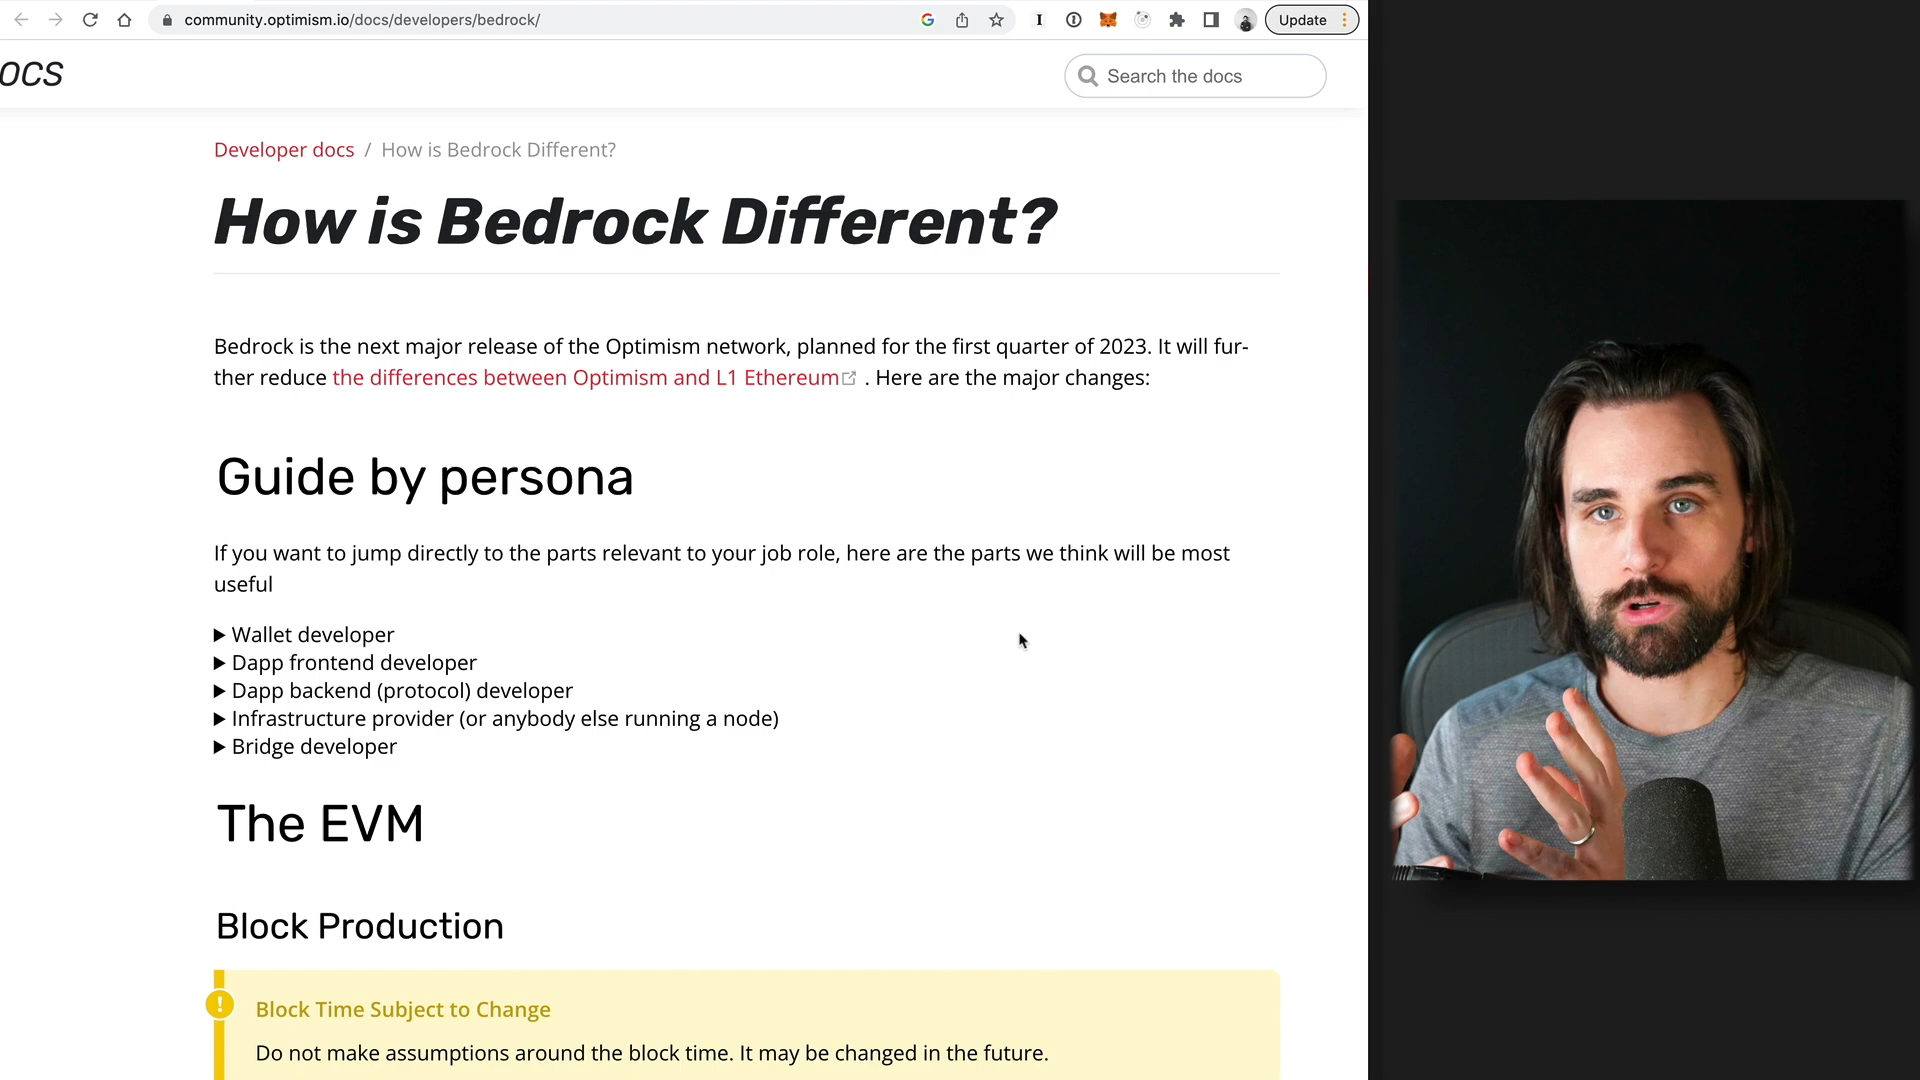 community.optimism.io/docs/developers/bedrock/
Update
OCS
Search the docs
Developer docs / How is Bedrock Different?
How is Bedrock Different?
Bedrock is the next major release of the Optimism network, planned for the first quarter of 2023. It will fur-
ther reduce the differences between Optimism and L1 Ethereum . Here are the major changes:
Guide by persona
If you want to jump directly to the parts relevant to your job role, here are the parts we think will be most
useful
Wallet developer
Dapp frontend developer
Dapp backend (protocol) developer
Infrastructure provider (or anybody else running a node)
Bridge developer
The EVM
Block Production
Block Time Subject to Change
Do not make assumptions around the block time. It may be changed in the future.